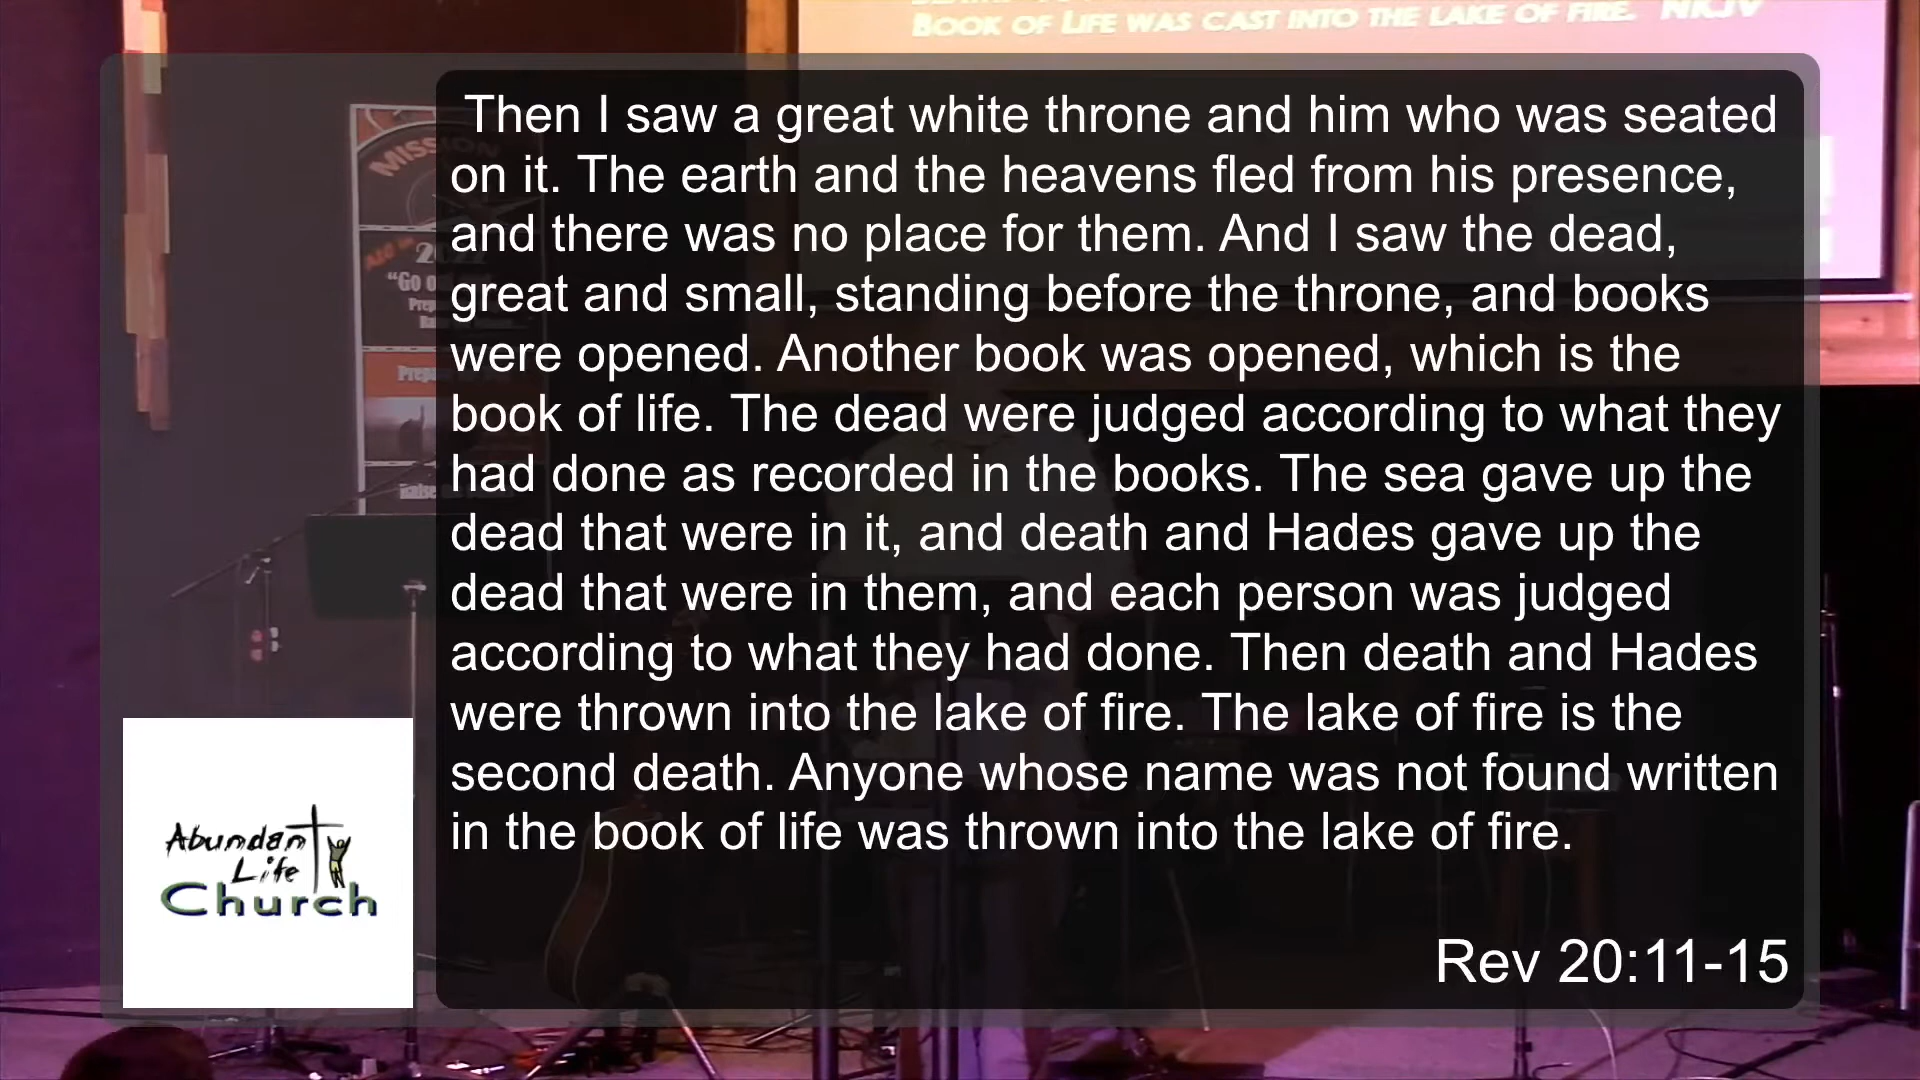 Book of Life was cast into the lake of fire. NKJV
Then I saw a great white throne and him who was seated
on it. The earth and the heavens fled from his presence,
and there was no place for them. And I saw the dead,
great and small, standing before the throne, and books
were opened. Another book was opened, which is the
book of life. The dead were judged according to what they
had done as recorded in the books. The sea gave up the
dead that were in it, and death and Hades gave up the
dead that were in them, and each person was judged
according to what they had done. Then death and Hades
were thrown into the lake of fire. The lake of fire is the
second death. Anyone whose name was not found written
in the book of life was thrown into the lake of fire.
Rev 20:11-15
MISSION
"Go
Abundant
Life
Church